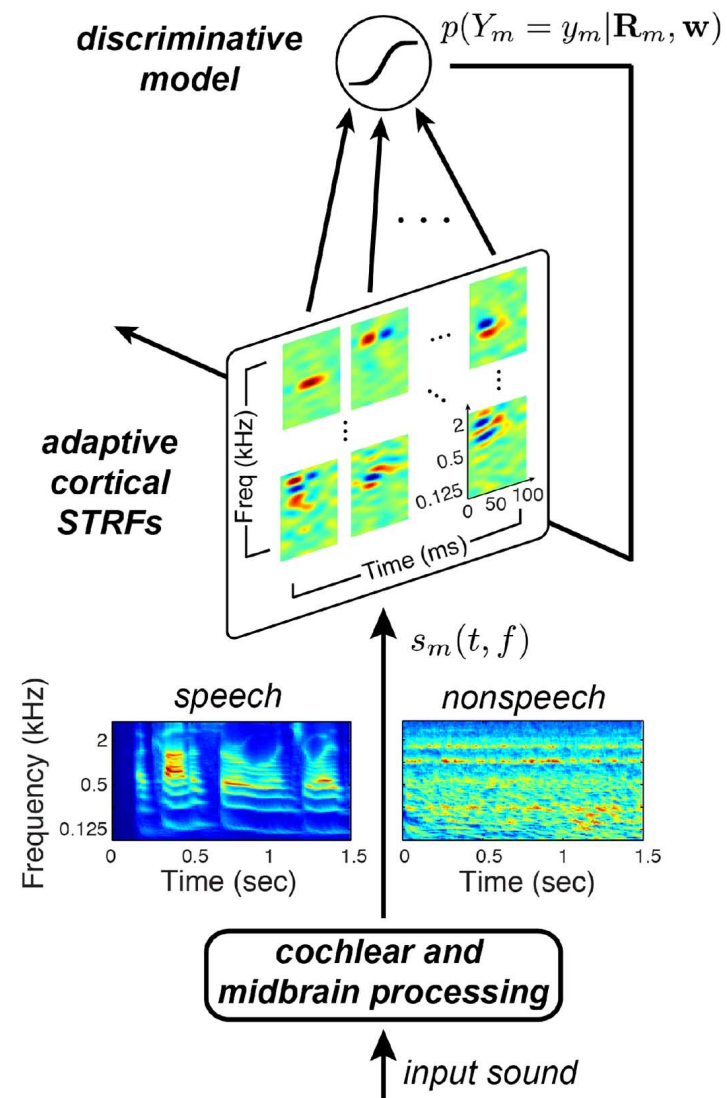 discriminative
model
p(Y_m = y_m|R_m, w)
. . .
adaptive
cortical
STRFs
Freq (kHz)
2
0.5
0.125
0 50 100
Time (ms)
s_m(t, f)
speech
nonspeech
Frequency (kHz)
2
0.5
0.125
0 0.5 1 1.5
Time (sec)
0 0.5 1 1.5
Time (sec)
cochlear and
midbrain processing
input sound